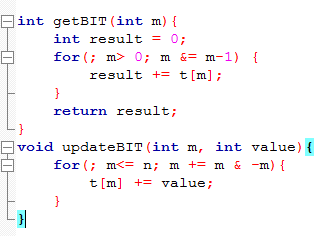 int getBIT(int m){
    int result = 0;
    for(; m> 0; m &= m-1) {
        result += t[m];
    }
    return result;
}
void updateBIT(int m, int value){
    for(; m<= n; m += m & -m){
        t[m] += value;
    }
}